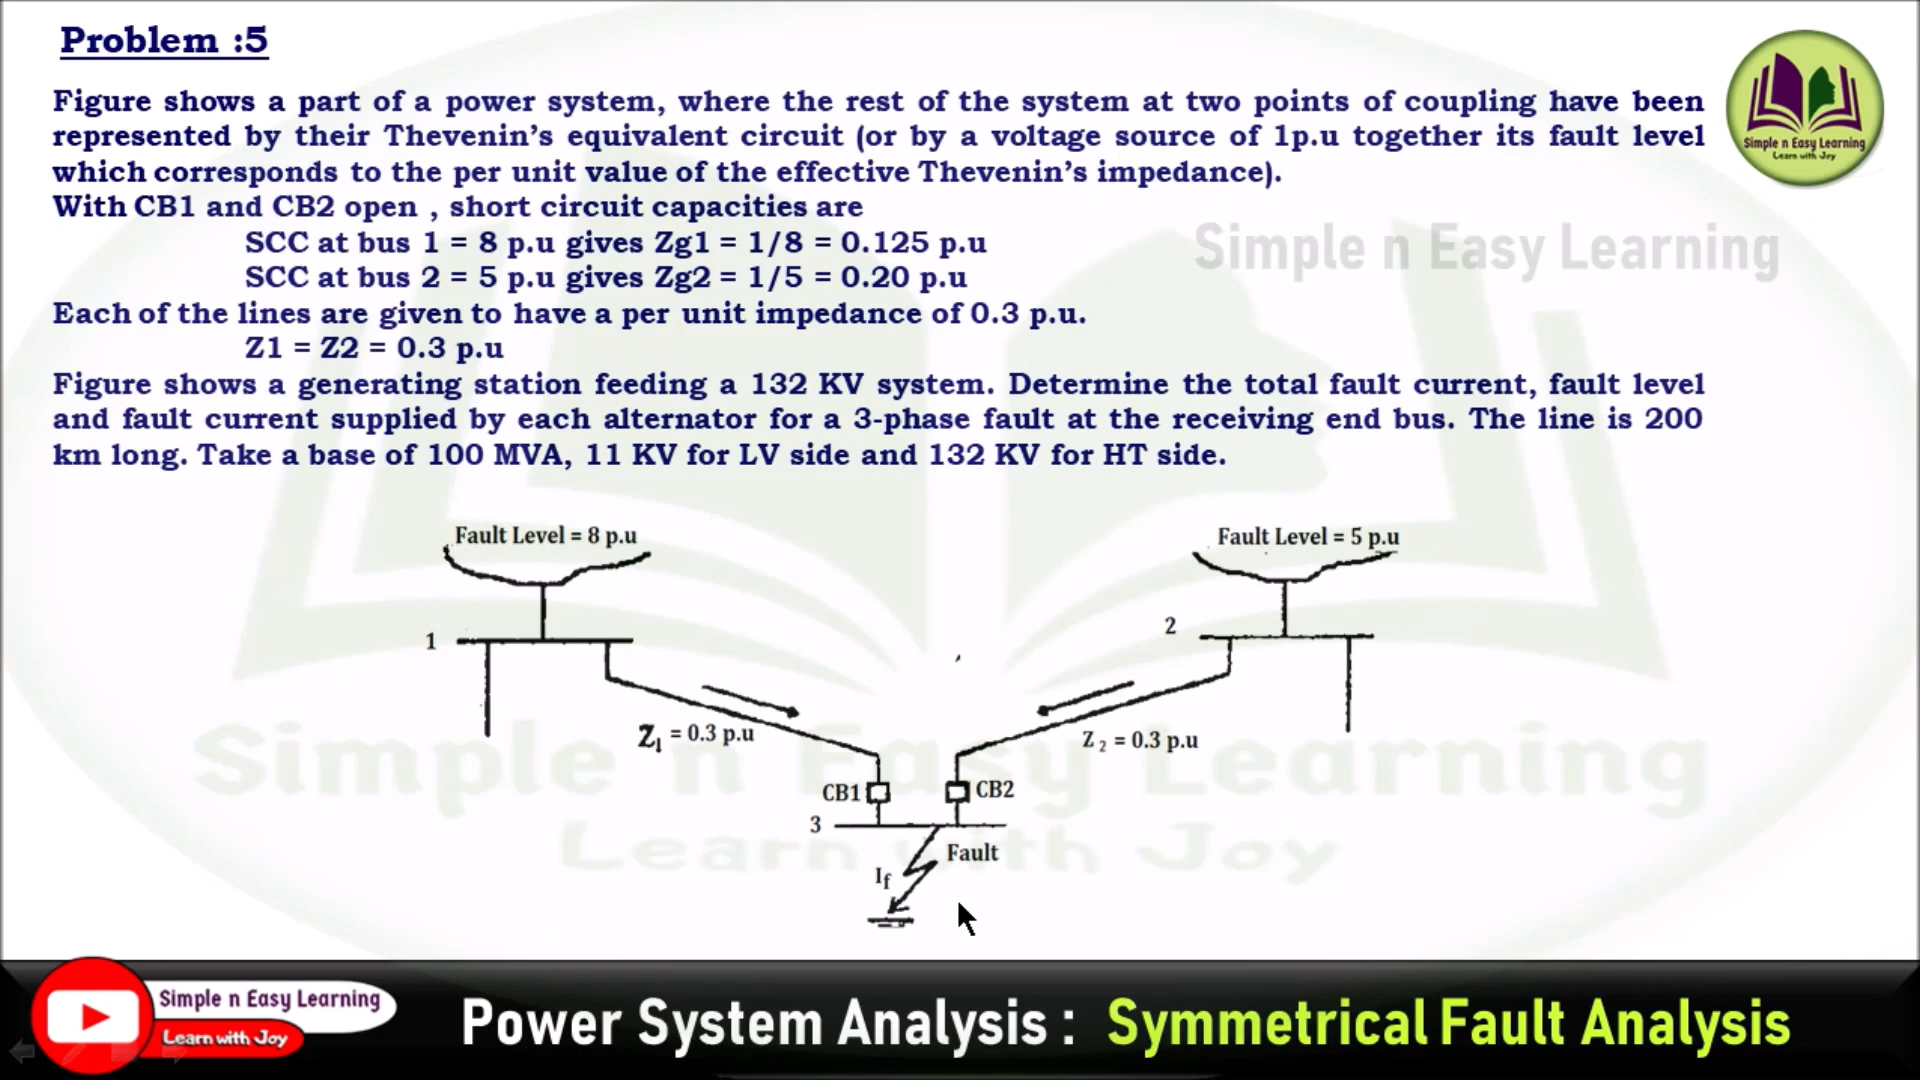 Problem :5
Figure shows a part of a power system, where the rest of the system at two points of coupling have been
represented by their Thevenin's equivalent circuit (or by a voltage source of 1p.u together its fault level
which corresponds to the per unit value of the effective Thevenin's impedance).
With CB1 and CB2 open , short circuit capacities are
SCC at bus 1 = 8 p.u gives Zg1 = 1/8 = 0.125 p.u
SCC at bus 2 = 5 p.u gives Zg2 = 1/5 = 0.20 p.u
Each of the lines are given to have a per unit impedance of 0.3 p.u.
Z1 = Z2 = 0.3 p.u
Figure shows a generating station feeding a 132 KV system. Determine the total fault current, fault level
and fault current supplied by each alternator for a 3-phase fault at the receiving end bus. The line is 200
km long. Take a base of 100 MVA, 11 KV for LV side and 132 KV for HT side.
Simple n Easy Learning
Learn with Joy
Simple n Easy Learning
Fault Level = 8 p.u
Fault Level = 5 p.u
1
2
Z1 = 0.3 p.u
Z2 = 0.3 p.u
CB1
CB2
3
Fault
If
Simple n Easy Learning
Learn with Joy
Simple n Easy Learning
Learn with Joy
Power System Analysis : Symmetrical Fault Analysis